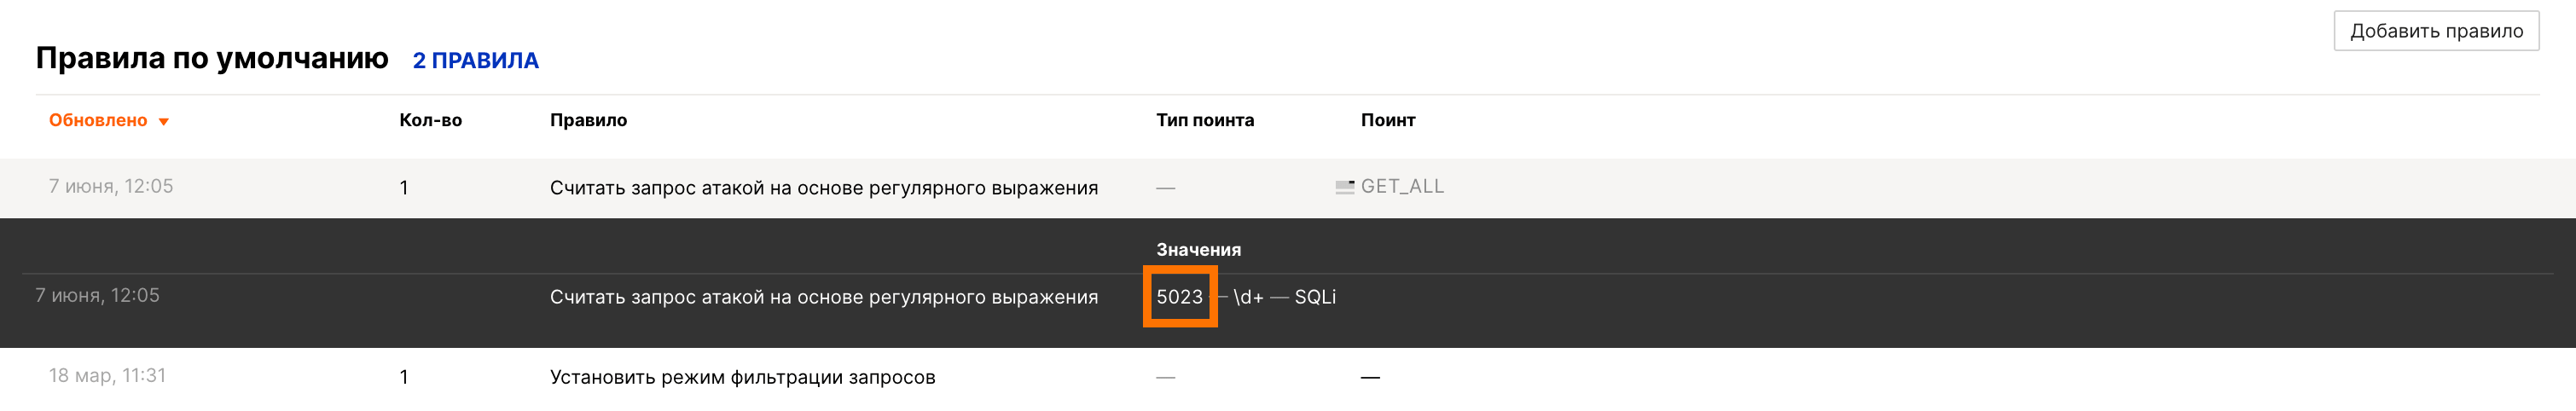 Добавить правило
Правила по умолчанию 2 ПРАВИЛА
Обновлено Кол-во Правило Тип поинта Поинт
7 июня, 12:05 1 Считать запрос атакой на основе регулярного выражения — GET_ALL
Значения
7 июня, 12:05 Считать запрос атакой на основе регулярного выражения 5023 — \d+ — SQLi
18 мар, 11:31 1 Установить режим фильтрации запросов — —